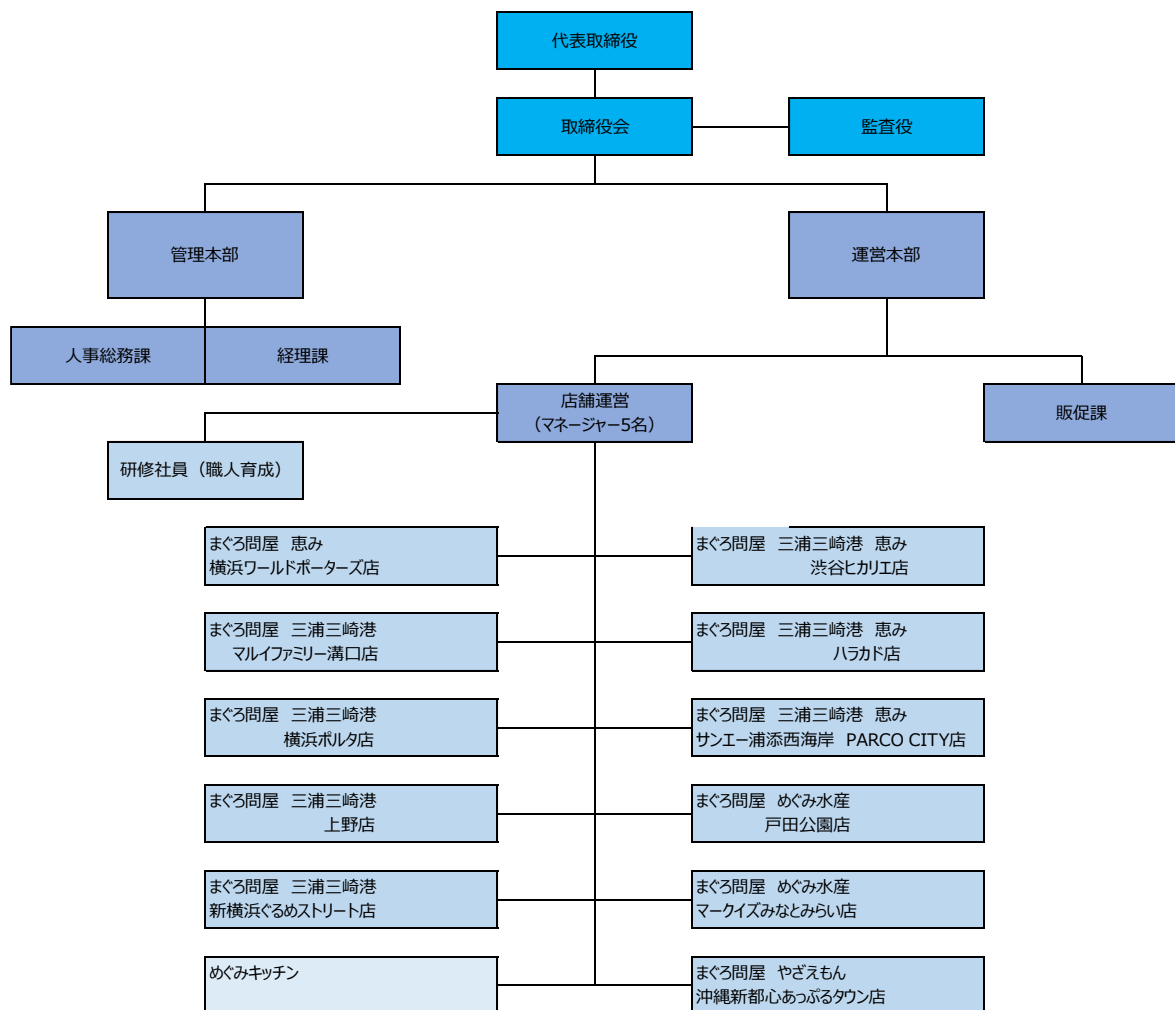 代表取締役
取締役会
監査役
管理本部
運営本部
人事総務課
経理課
店舗運営
（マネージャー5名）
販促課
研修社員（職人育成）
まぐろ問屋　恵み
横浜ワールドポーターズ店
まぐろ問屋　三浦三崎港　恵み
渋谷ヒカリエ店
まぐろ問屋　三浦三崎港
マルイファミリー溝口店
まぐろ問屋　三浦三崎港　恵み
ハラカド店
まぐろ問屋　三浦三崎港
横浜ポルタ店
まぐろ問屋　三浦三崎港　恵み
サンエー浦添西海岸　PARCO CITY店
まぐろ問屋　三浦三崎港
上野店
まぐろ問屋　めぐみ水産
戸田公園店
まぐろ問屋　三浦三崎港
新横浜ぐるめストリート店
まぐろ問屋　めぐみ水産
マークイズみなとみらい店
めぐみキッチン
まぐろ問屋　やざえもん
沖縄新都心あっぷるタウン店